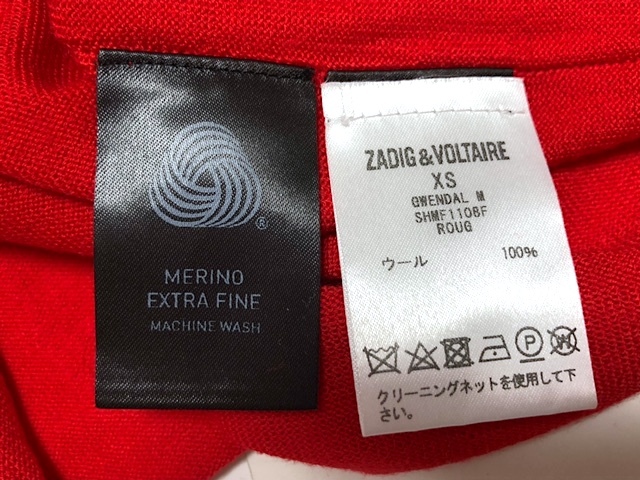 ®
MERINO
EXTRA FINE
MACHINE WASH
ZADIG&VOLTAIRE
XS
GWENDAL M
SHMF1108F
ROUG
ウール 100%
P W
クリーニングネットを使用して下
さい。